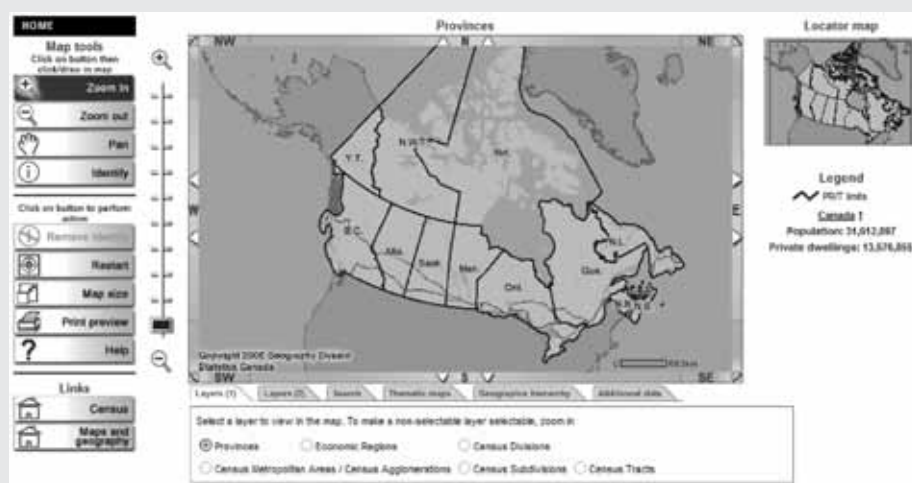 HOME
Map tools
Click on button then
click/draw in map
Zoom in
Zoom out
Pan
Identify
Click on button to perform
action
Remove identify
Restart
Map size
Print preview
Help
Links
Census
Maps and
geography
Provinces
NW
N
NE
W
E
SW
S
SE
Y.T.
N.W.T.
Nvt.
B.C.
Alta.
Sask.
Man.
Ont.
Que.
N.L.
N.B.
N.S.
Copyright 2006 Geography Division
Statistics Canada
Layers (1)
Layers (2)
Search
Thematic maps
Geographic hierarchy
Additional data
Select a layer to view in the map. To make a non-selectable layer selectable, zoom in
Provinces
Economic Regions
Census Divisions
Census Metropolitan Areas / Census Agglomerations
Census Subdivisions
Census Tracts
Locator map
Legend
PR/T limits
Canada
Population: 31,612,897
Private dwellings: